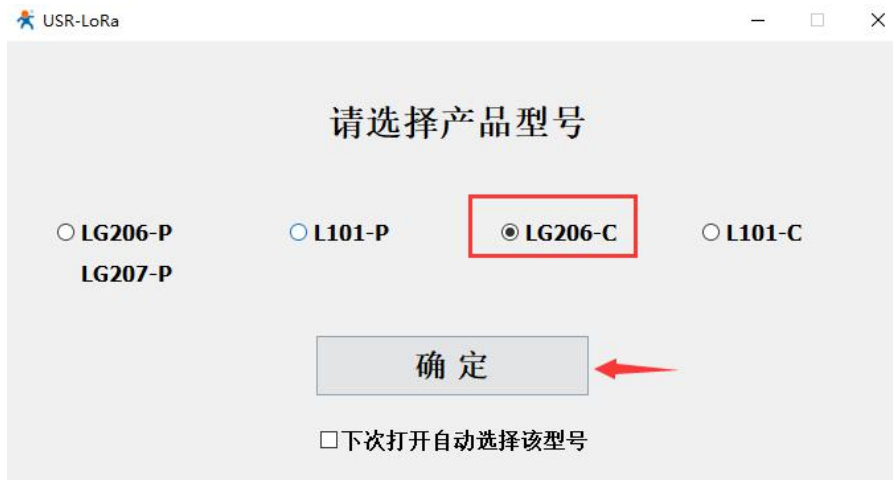 USR-LoRa
请选择产品型号
LG206-P L101-P LG206-C L101-C
LG207-P
确 定
下次打开自动选择该型号